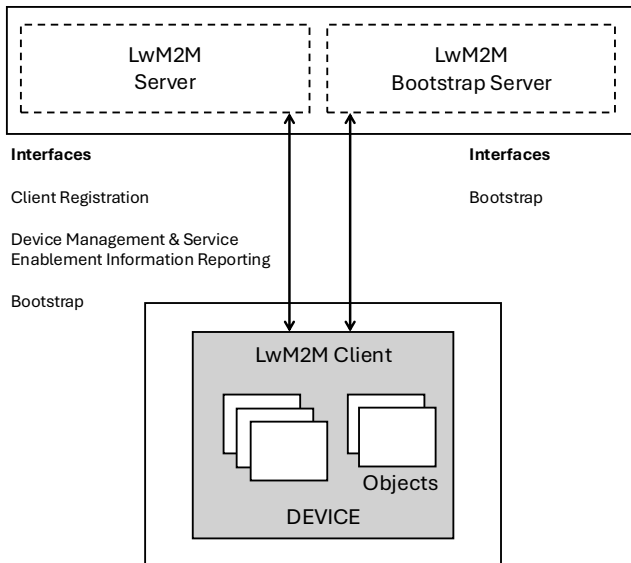 LwM2M
Server
LwM2M
Bootstrap Server
Interfaces
Client Registration
Device Management & Service
Enablement Information Reporting
Bootstrap
Interfaces
Bootstrap
LwM2M Client
Objects
DEVICE